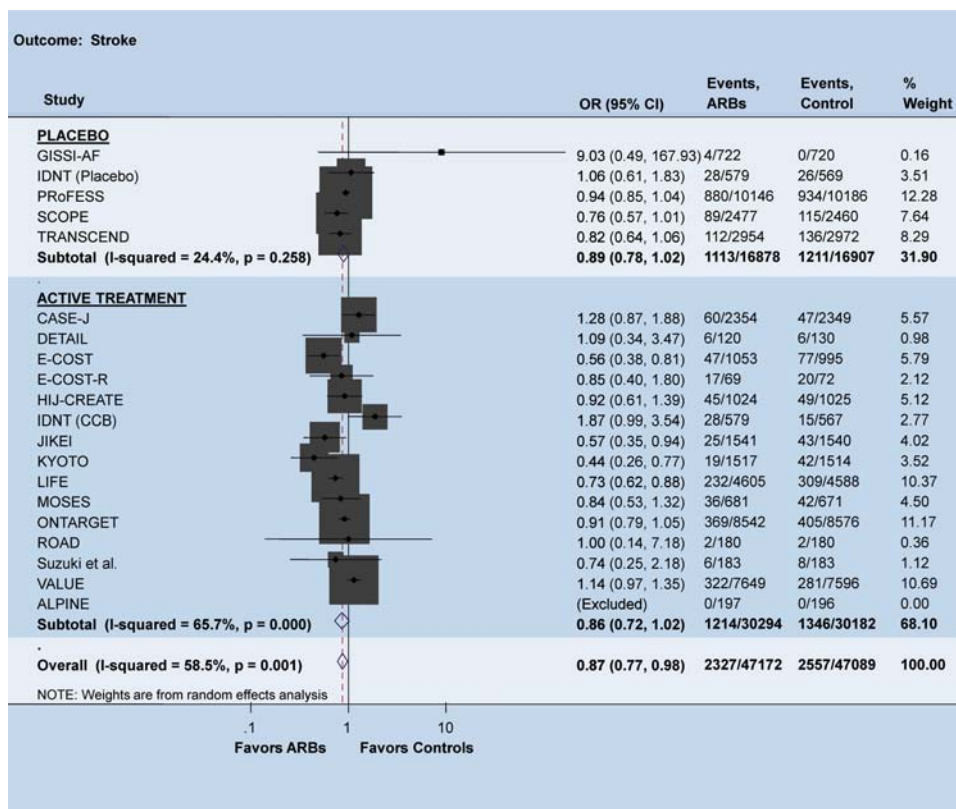 Outcome: Stroke
Study OR (95% CI) Events, ARBs Events, Control % Weight
PLACEBO
GISSI-AF 9.03 (0.49, 167.93) 4/722 0/720 0.16
IDNT (Placebo) 1.06 (0.61, 1.83) 28/579 26/569 3.51
PRoFESS 0.94 (0.85, 1.04) 880/10146 934/10186 12.28
SCOPE 0.76 (0.57, 1.01) 89/2477 115/2460 7.64
TRANSCEND 0.82 (0.64, 1.06) 112/2954 136/2972 8.29
Subtotal (I-squared = 24.4%, p = 0.258) 0.89 (0.78, 1.02) 1113/16878 1211/16907 31.90
.
ACTIVE TREATMENT
CASE-J 1.28 (0.87, 1.88) 60/2354 47/2349 5.57
DETAIL 1.09 (0.34, 3.47) 6/120 6/130 0.98
E-COST 0.56 (0.38, 0.81) 47/1053 77/995 5.79
E-COST-R 0.85 (0.40, 1.80) 17/69 20/72 2.12
HIJ-CREATE 0.92 (0.61, 1.39) 45/1024 49/1025 5.12
IDNT (CCB) 1.87 (0.99, 3.54) 28/579 15/567 2.77
JIKEI 0.57 (0.35, 0.94) 25/1541 43/1540 4.02
KYOTO 0.44 (0.26, 0.77) 19/1517 42/1514 3.52
LIFE 0.73 (0.62, 0.88) 232/4605 309/4588 10.37
MOSES 0.84 (0.53, 1.32) 36/681 42/671 4.50
ONTARGET 0.91 (0.79, 1.05) 369/8542 405/8576 11.17
ROAD 1.00 (0.14, 7.18) 2/180 2/180 0.36
Suzuki et al. 0.74 (0.25, 2.18) 6/183 8/183 1.12
VALUE 1.14 (0.97, 1.35) 322/7649 281/7596 10.69
ALPINE (Excluded) 0/197 0/196 0.00
Subtotal (I-squared = 65.7%, p = 0.000) 0.86 (0.72, 1.02) 1214/30294 1346/30182 68.10
.
Overall (I-squared = 58.5%, p = 0.001) 0.87 (0.77, 0.98) 2327/47172 2557/47089 100.00
NOTE: Weights are from random effects analysis
.1 1 10
Favors ARBs Favors Controls